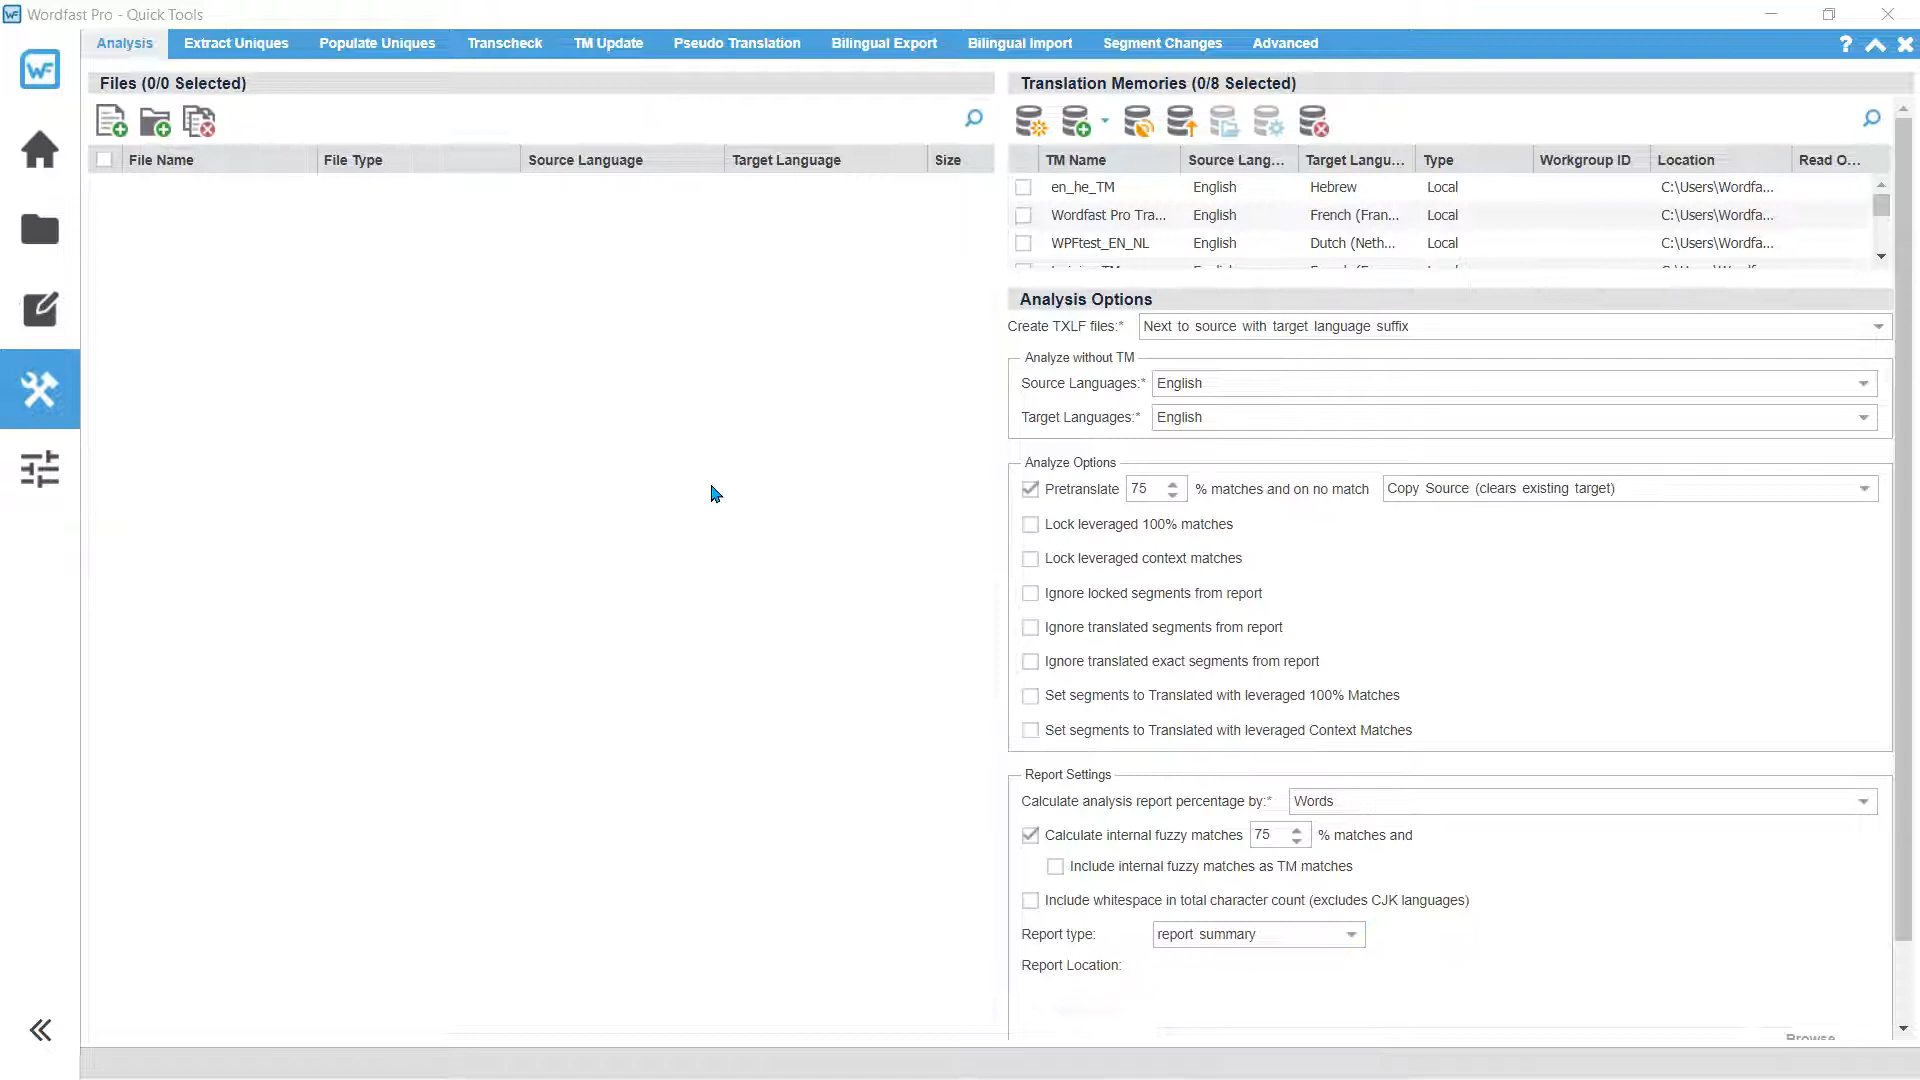 Wordfast Pro - Quick Tools
Analysis Extract Uniques Populate Uniques Transcheck TM Update Pseudo Translation Bilingual Export Bilingual Import Segment Changes Advanced
WF
Files (0/0 Selected)
File Name File Type Source Language Target Language Size
Translation Memories (0/8 Selected)
TM Name Source Lang... Target Langu... Type Workgroup ID Location Read O...
en_he_TM English Hebrew Local C:\Users\Wordfa...
Wordfast Pro Tra... English French (Fran... Local C:\Users\Wordfa...
WPFtest_EN_NL English Dutch (Neth... Local C:\Users\Wordfa...
Analysis Options
Create TXLF files:* Next to source with target language suffix
Analyze without TM
Source Languages:* English
Target Languages:* English
Analyze Options
Pretranslate 75 % matches and on no match Copy Source (clears existing target)
Lock leveraged 100% matches
Lock leveraged context matches
Ignore locked segments from report
Ignore translated segments from report
Ignore translated exact segments from report
Set segments to Translated with leveraged 100% Matches
Set segments to Translated with leveraged Context Matches
Report Settings
Calculate analysis report percentage by:* Words
Calculate internal fuzzy matches 75 % matches and
Include internal fuzzy matches as TM matches
Include whitespace in total character count (excludes CJK languages)
Report type: report summary
Report Location:
Browse